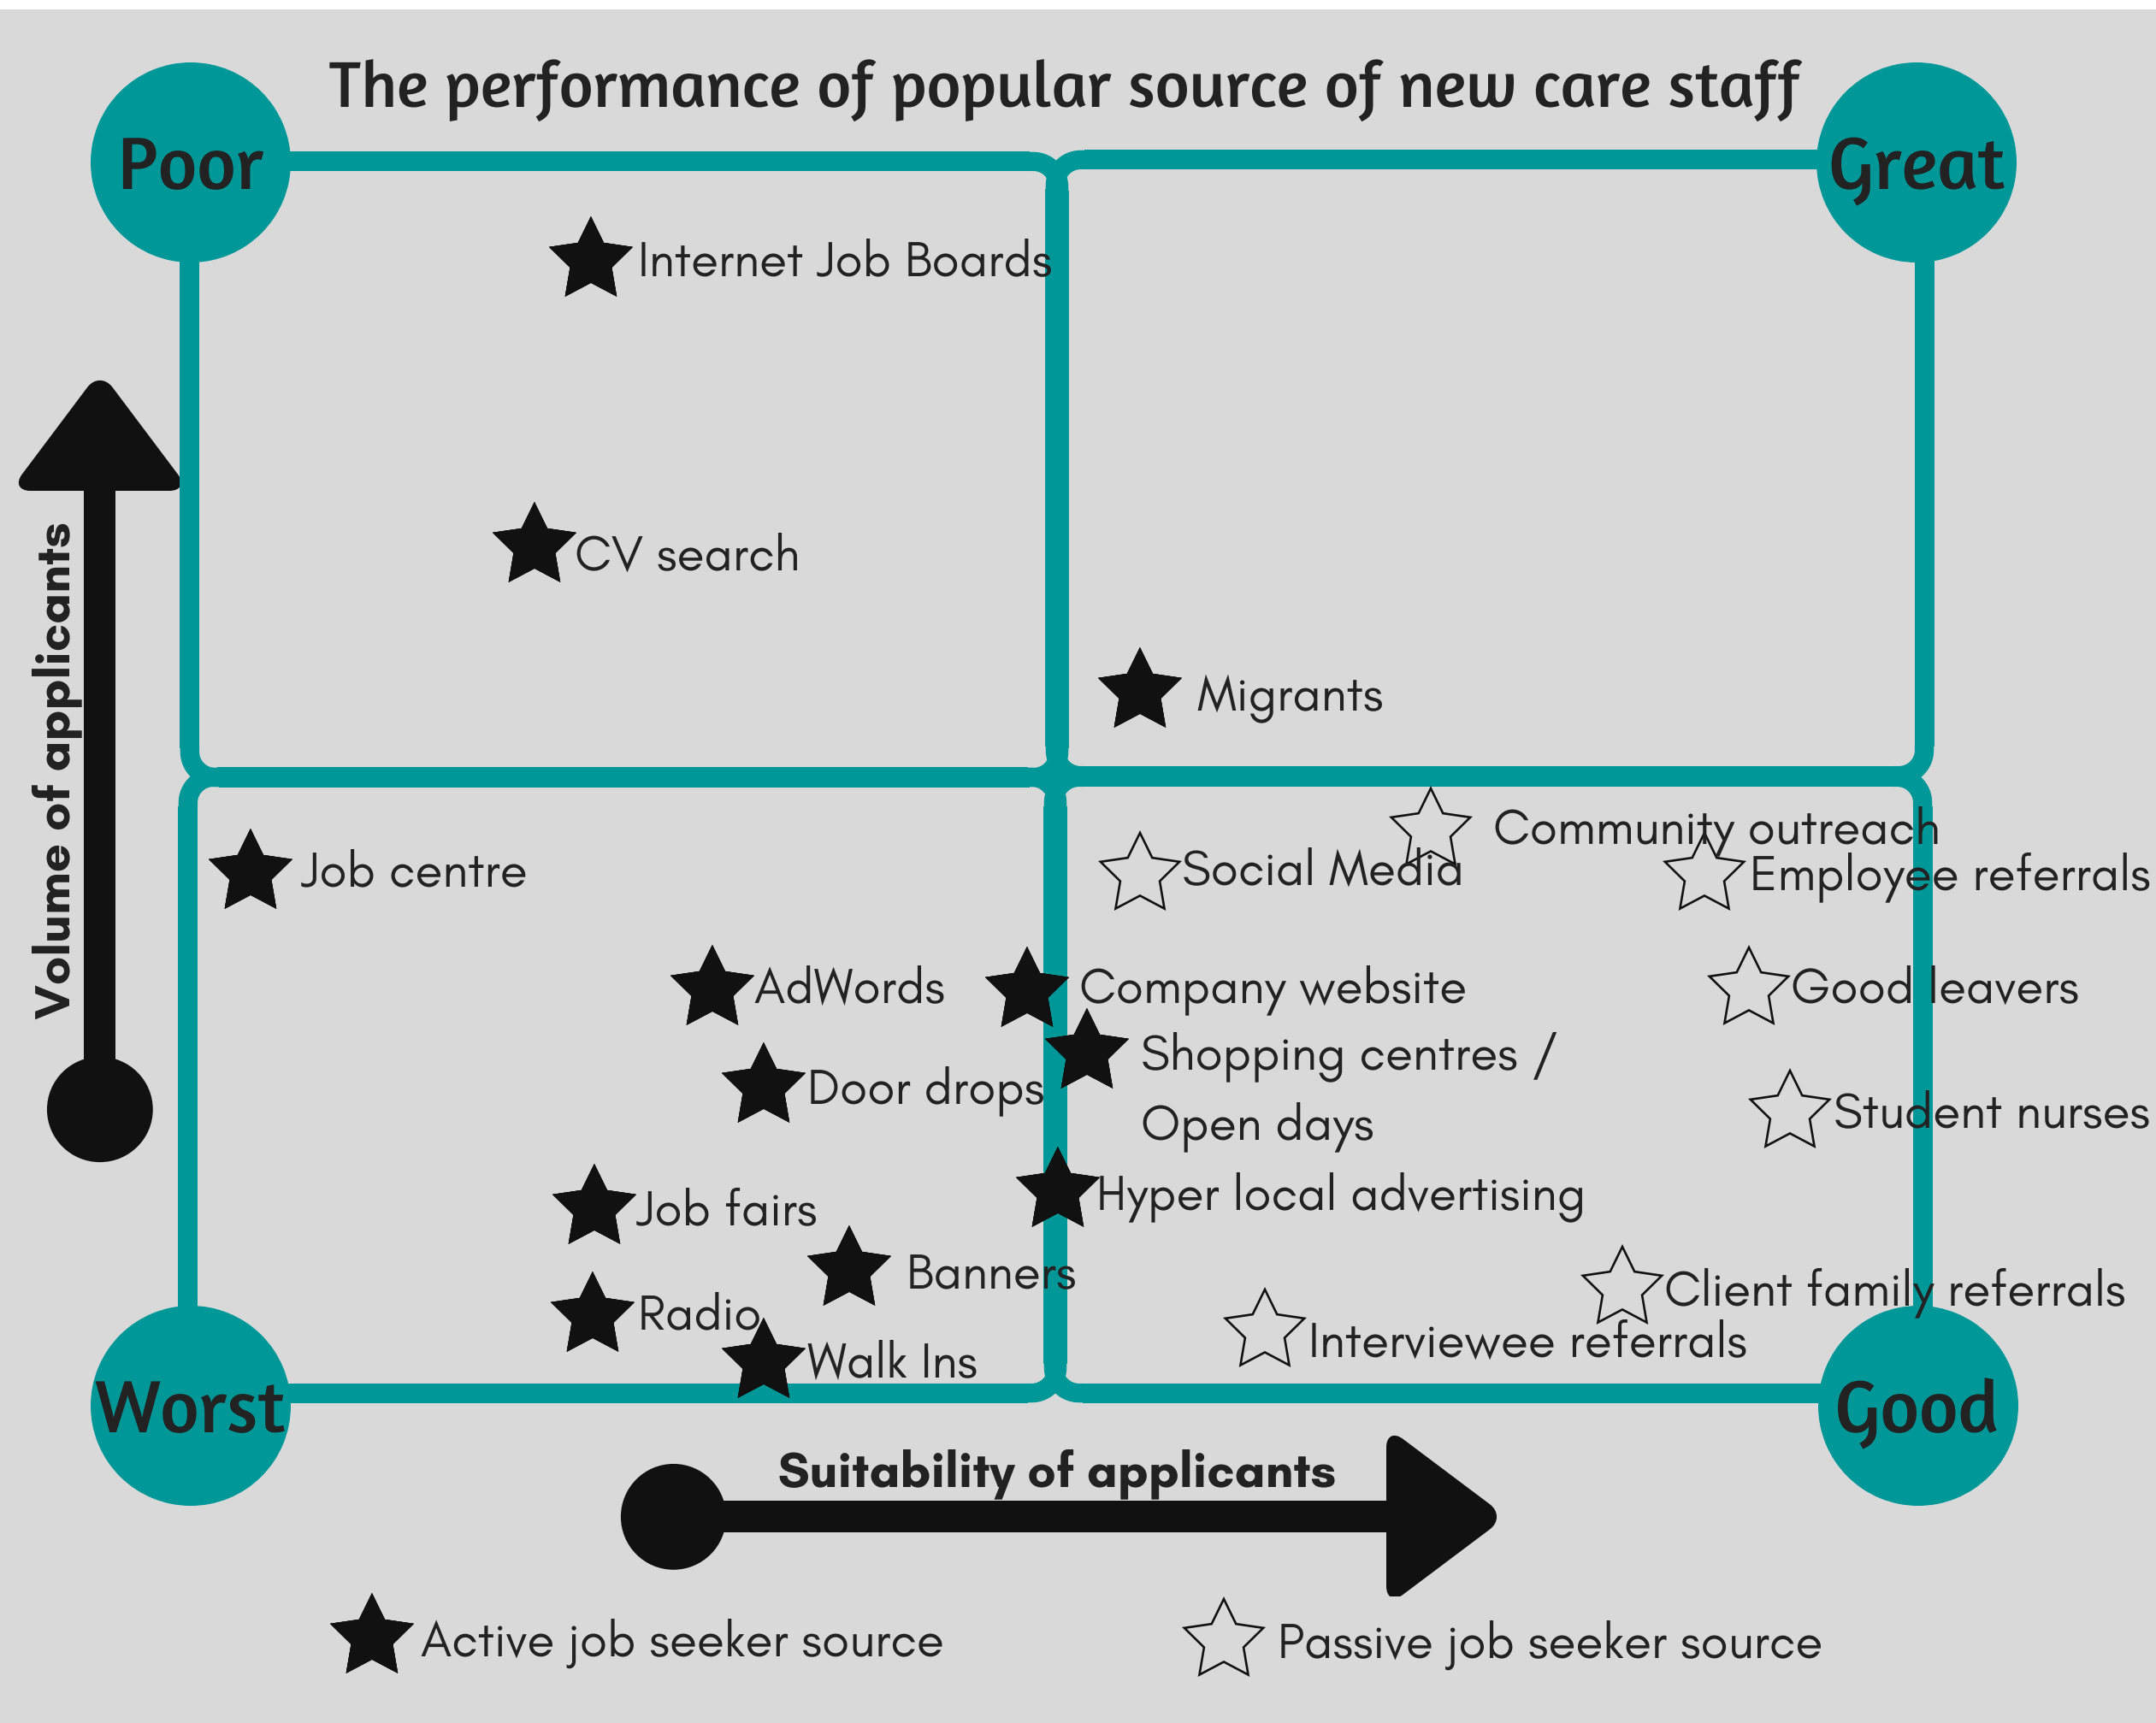 The performance of popular source of new care staff
Poor
Great
Internet Job Boards
CV search
Migrants
Volume of applicants
Community outreach
Job centre
Social Media
Employee referrals
AdWords
Company website
Good leavers
Shopping centres /
Open days
Door drops
Student nurses
Job fairs
Hyper local advertising
Banners
Client family referrals
Radio
Interviewee referrals
Walk Ins
Worst
Good
Suitability of applicants
Active job seeker source
Passive job seeker source